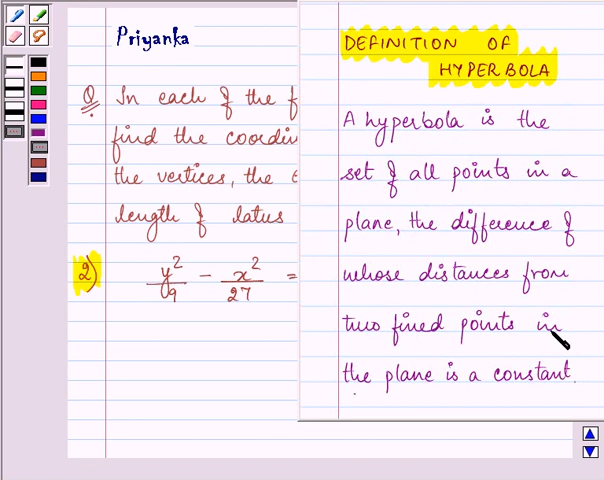 Priyanka
Q In each of the f
find the coordin
the vertices, the e
length of latus
2) y²/9 - x²/27 =
DEFINITION OF
HYPERBOLA
A hyperbola is the
set of all points in a
plane, the difference of
whose distances from
two fined points in
the plane is a constant.